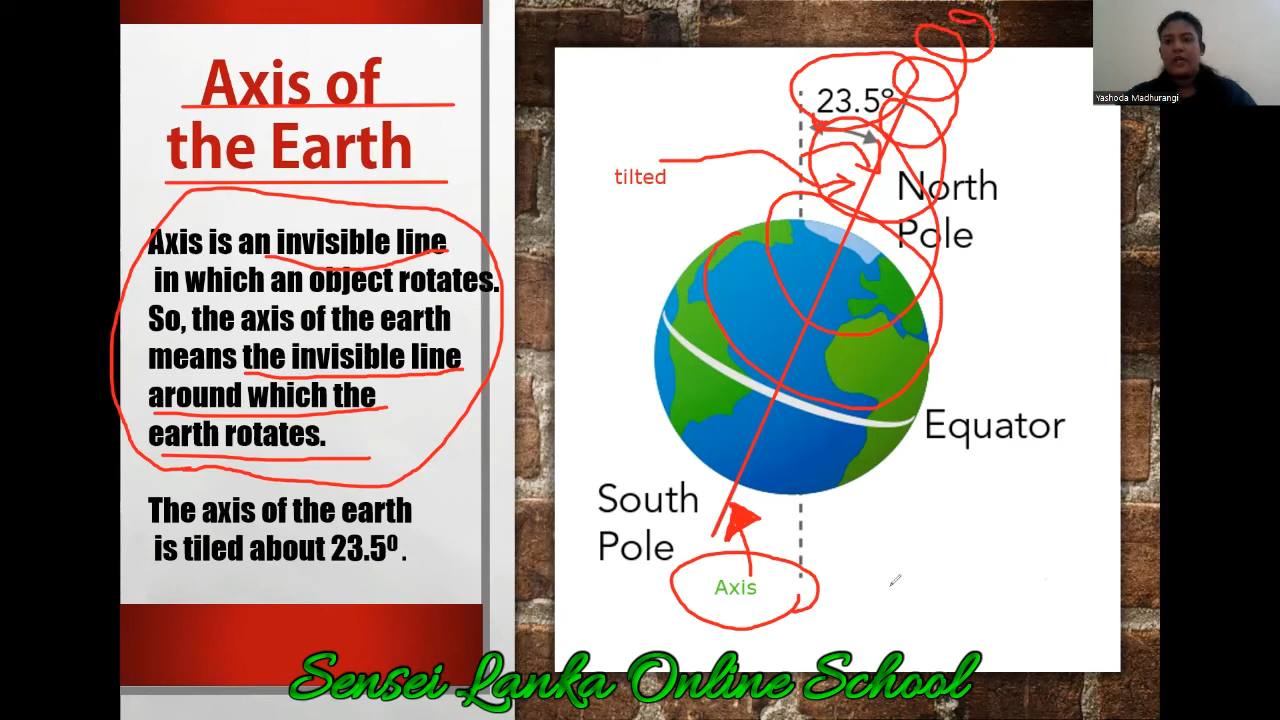 Axis of
the Earth
Axis is an invisible line
in which an object rotates.
So, the axis of the earth
means the invisible line
around which the
earth rotates.
The axis of the earth
is tiled about 23.5⁰ .
23.5°
tilted
North
Pole
Equator
South
Pole
Axis
Yashoda Madhurangi
Sensei Lanka Online School